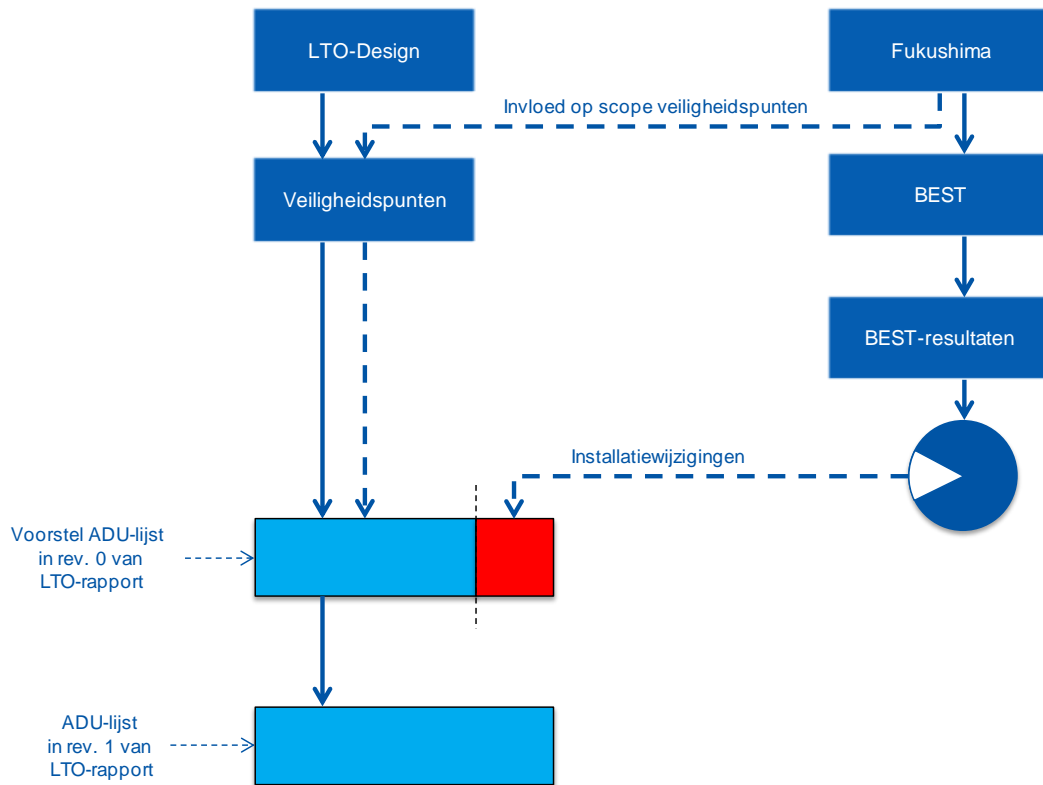 LTO-Design
Fukushima
Invloed op scope veiligheidspunten
Veiligheidspunten
BEST
BEST-resultaten
Installatiewijzigingen
Voorstel ADU-lijst
in rev. 0 van
LTO-rapport
ADU-lijst
in rev. 1 van
LTO-rapport